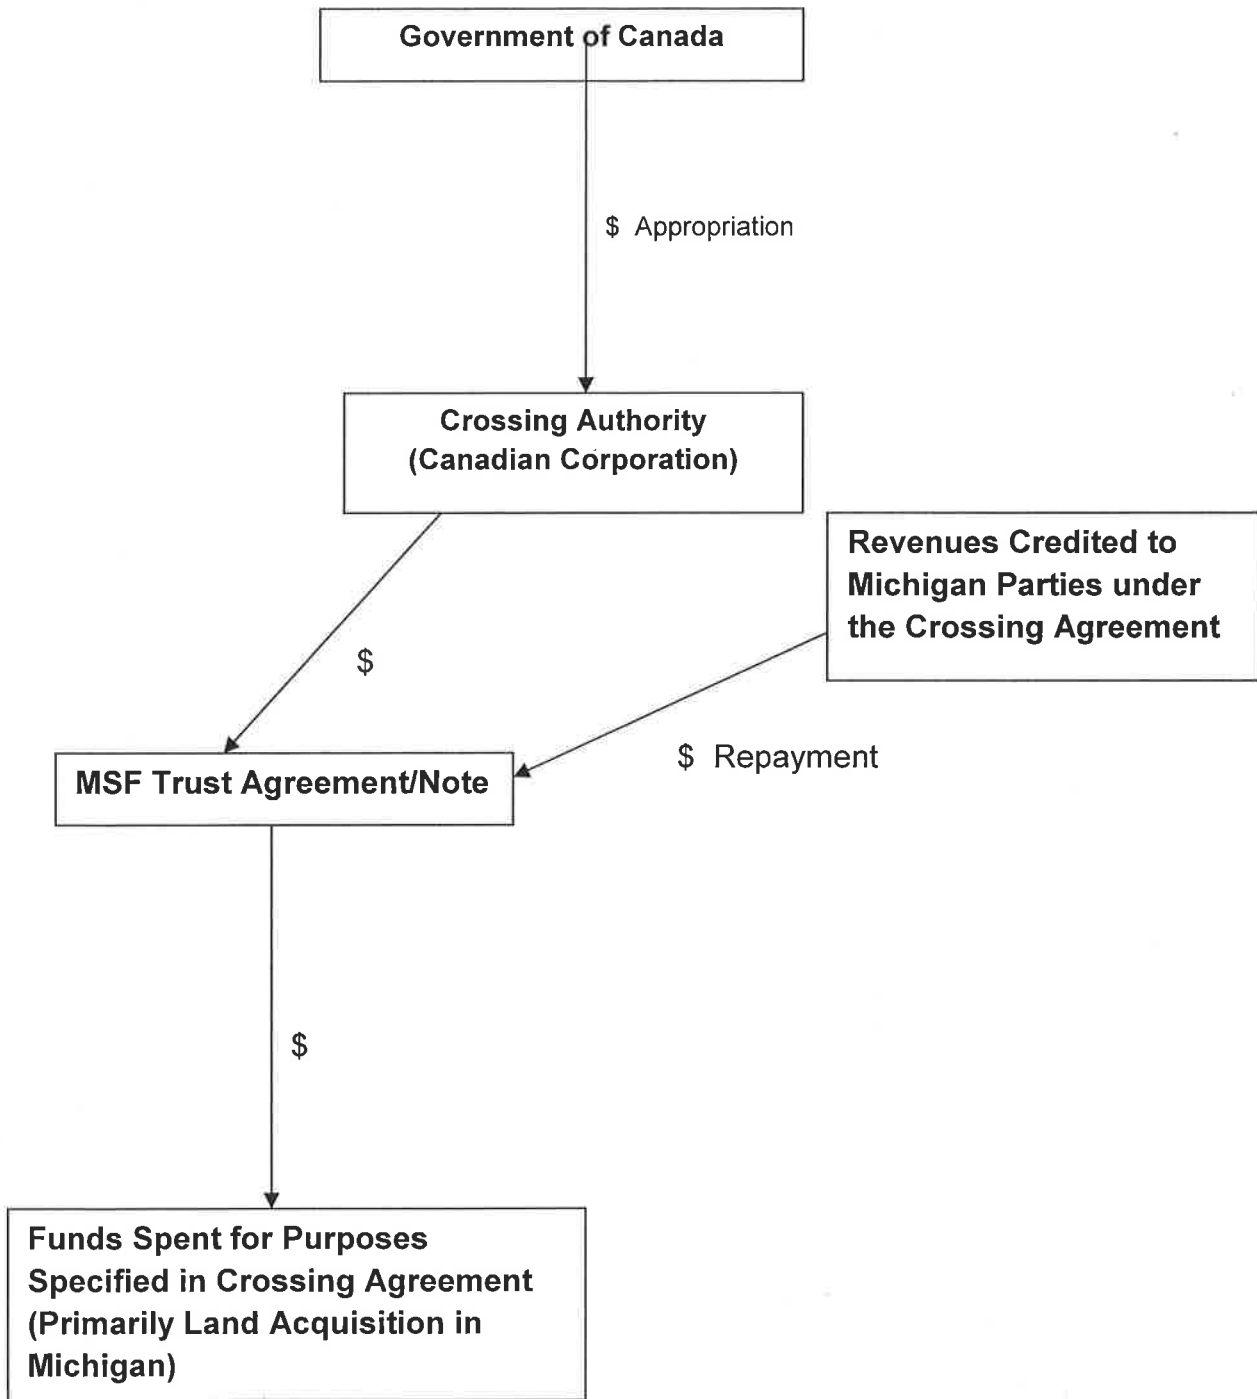 Government of Canada
$ Appropriation
Crossing Authority
(Canadian Corporation)
Revenues Credited to
Michigan Parties under
the Crossing Agreement
$
$ Repayment
MSF Trust Agreement/Note
$
Funds Spent for Purposes
Specified in Crossing Agreement
(Primarily Land Acquisition in
Michigan)